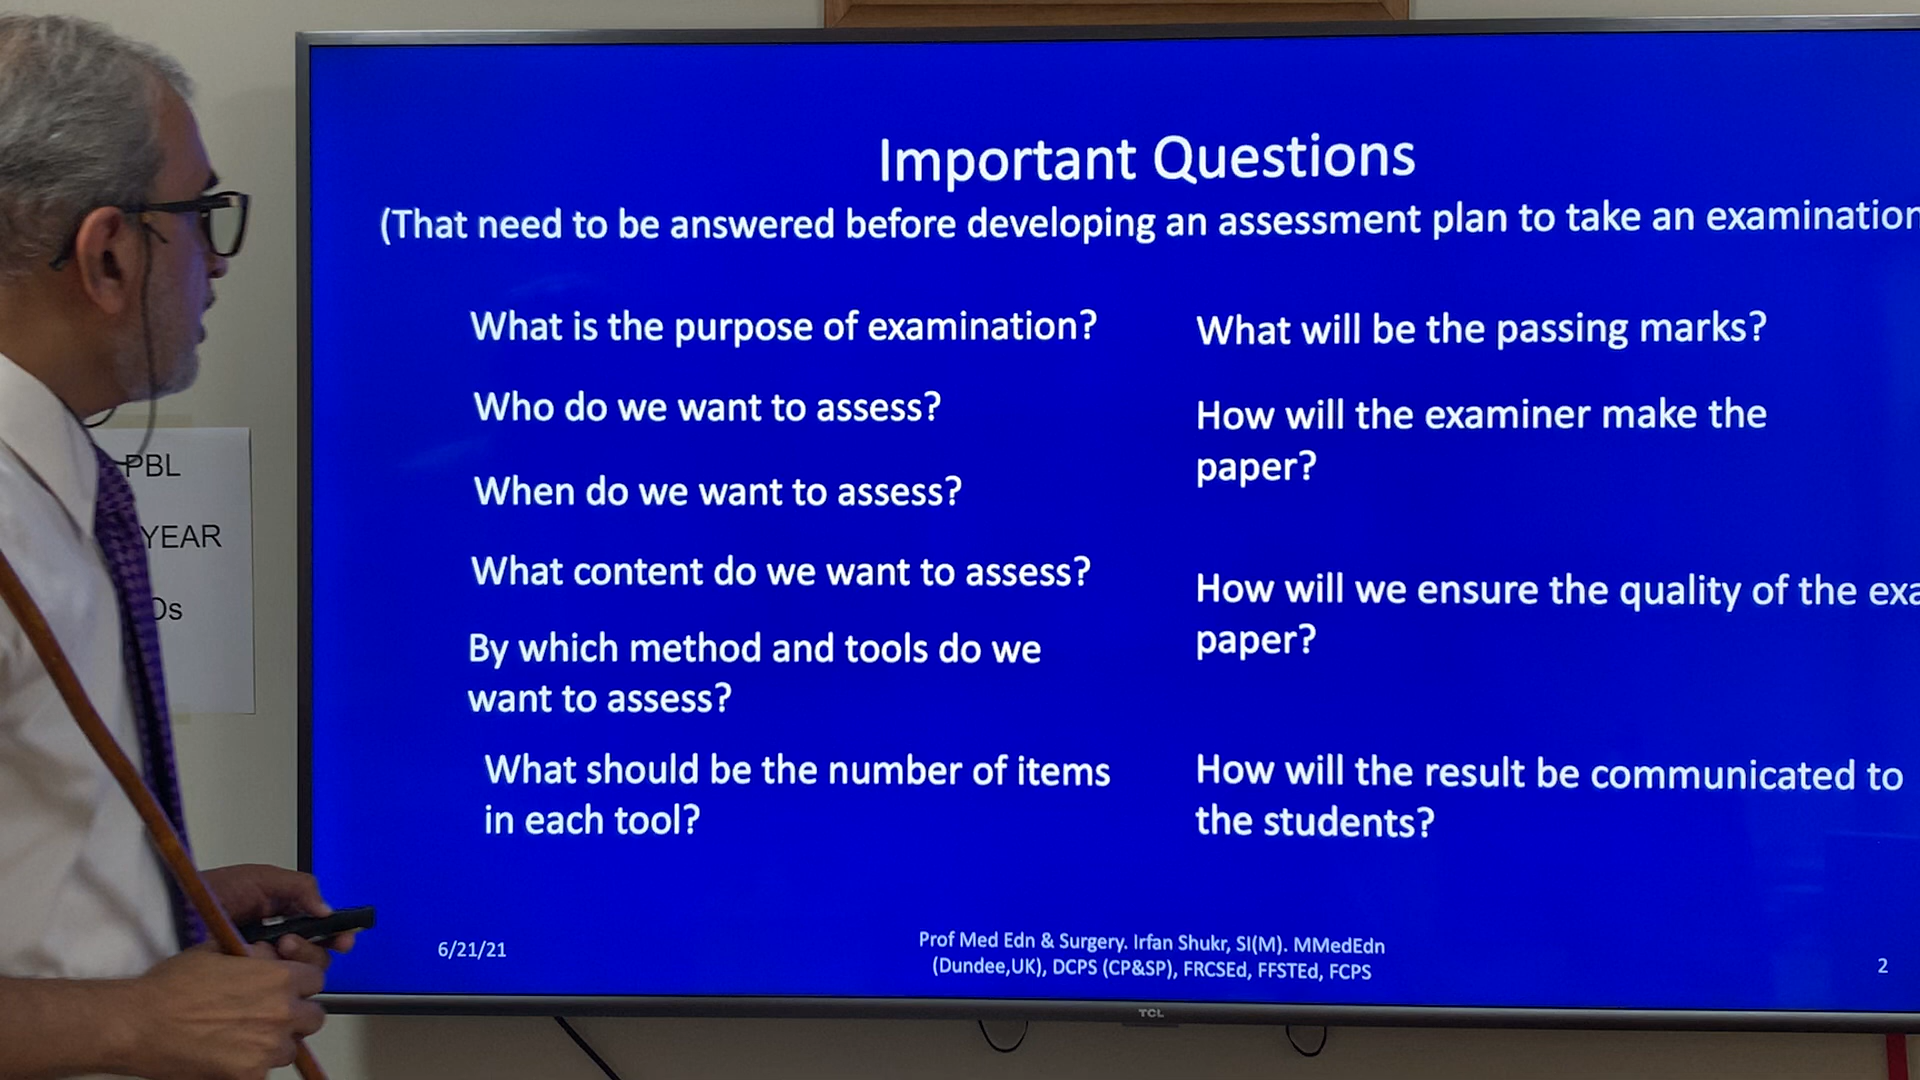 Important Questions
(That need to be answered before developing an assessment plan to take an examination
What is the purpose of examination?
Who do we want to assess?
When do we want to assess?
What content do we want to assess?
By which method and tools do we
want to assess?
What should be the number of items
in each tool?
What will be the passing marks?
How will the examiner make the
paper?
How will we ensure the quality of the exa
paper?
How will the result be communicated to
the students?
6/21/21
Prof Med Edn & Surgery. Irfan Shukr, SI(M). MMedEdn
(Dundee,UK), DCPS (CP&SP), FRCSEd, FFSTEd, FCPS
2
TCL
PBL
YEAR
Os